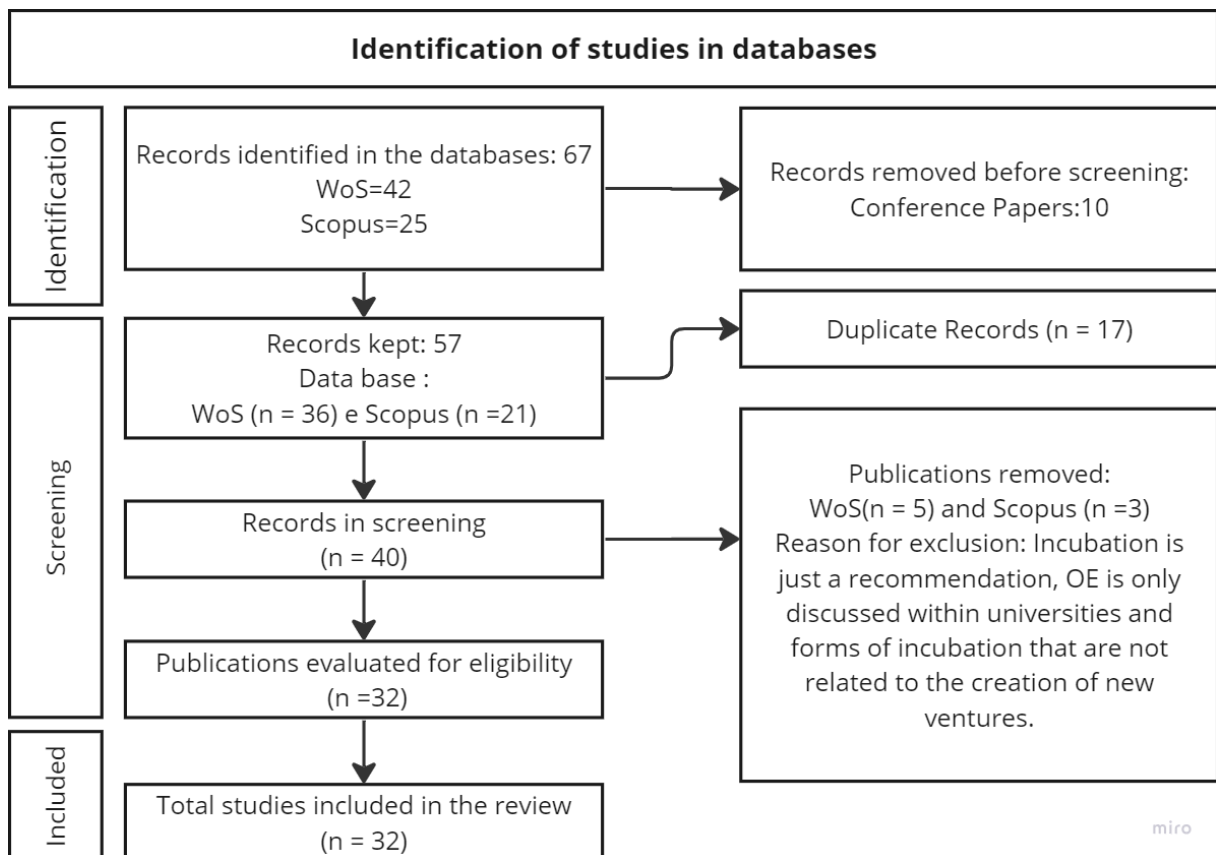 Identification of studies in databases
Identification
Records identified in the databases: 67
WoS=42
Scopus=25
Records removed before screening:
Conference Papers:10
Screening
Records kept: 57
Data base :
WoS (n = 36) e Scopus (n =21)
Duplicate Records (n = 17)
Records in screening
(n = 40)
Publications removed:
WoS(n = 5) and Scopus (n =3)
Reason for exclusion: Incubation is
just a recommendation, OE is only
discussed within universities and
forms of incubation that are not
related to the creation of new
ventures.
Publications evaluated for eligibility
(n =32)
Included
Total studies included in the review
(n = 32)
miro